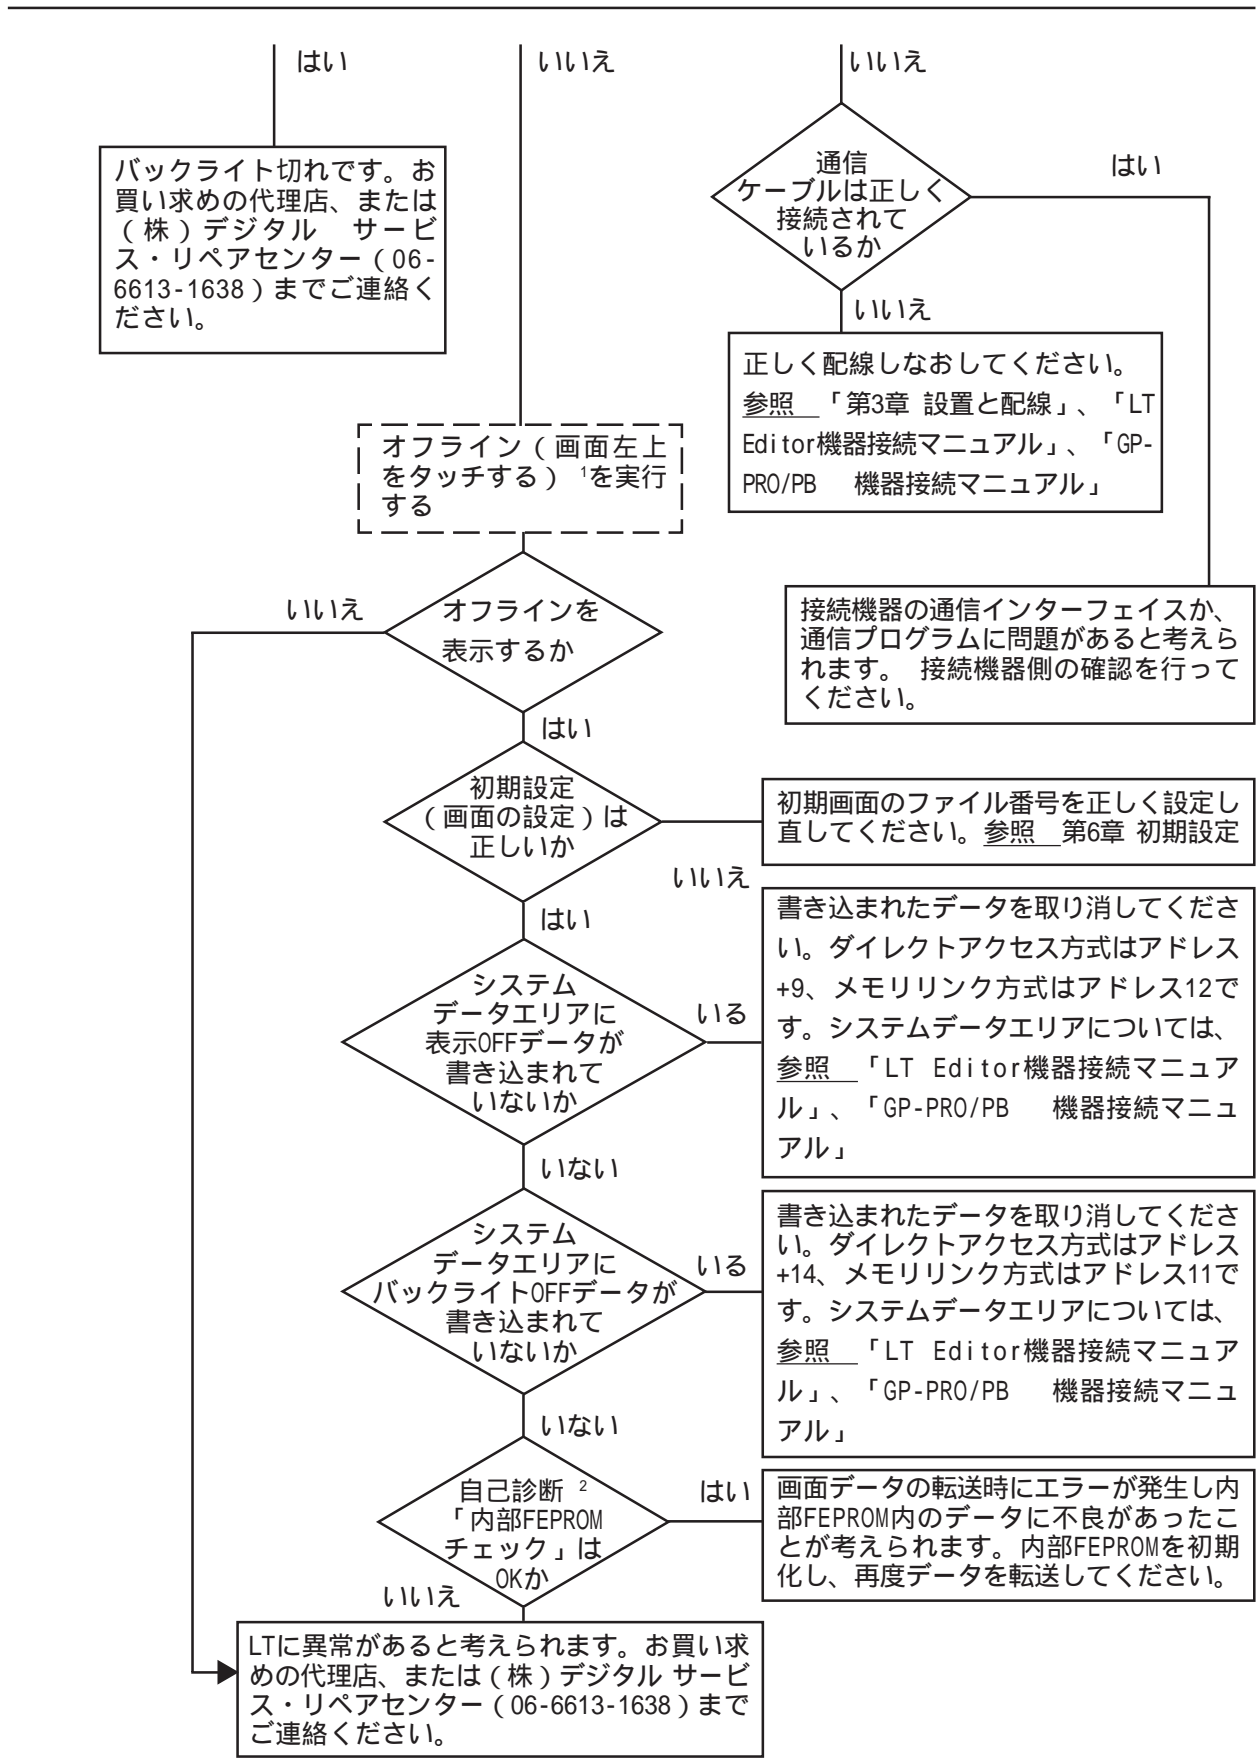 はい
いいえ
いいえ
バックライト切れです。お
買い求めの代理店、または
（株）デジタル　サービ
ス・リペアセンター（06-
6613-1638）までご連絡く
ださい。
通信
ケーブルは正しく
接続されて
いるか
はい
いいえ
正しく配線しなおしてください。
参照　「第3章 設置と配線」、「LT
Editor機器接続マニュアル」、「GP-
PRO/PB　機器接続マニュアル」
オフライン（画面左上
をタッチする） 1を実行
する
オフラインを
表示するか
いいえ
接続機器の通信インターフェイスか、
通信プログラムに問題があると考えら
れます。 接続機器側の確認を行って
ください。
はい
初期設定
（画面の設定）は
正しいか
初期画面のファイル番号を正しく設定し
直してください。参照　第6章 初期設定
いいえ
はい
システム
データエリアに
表示OFFデータが
書き込まれて
いないか
いる
書き込まれたデータを取り消してくださ
い。ダイレクトアクセス方式はアドレス
+9、メモリリンク方式はアドレス12で
す。システムデータエリアについては、
参照　「LT Editor機器接続マニュア
ル」、「GP-PRO/PB　機器接続マニュ
アル」
いない
システム
データエリアに
バックライトOFFデータが
書き込まれて
いないか
いる
書き込まれたデータを取り消してくださ
い。ダイレクトアクセス方式はアドレス
+14、メモリリンク方式はアドレス11で
す。システムデータエリアについては、
参照　「LT Editor機器接続マニュア
ル」、「GP-PRO/PB　機器接続マニュ
アル」
いない
自己診断 2
「内部FEPROM
チェック」は
OKか
はい
画面データの転送時にエラーが発生し内
部FEPROM内のデータに不良があったこ
とが考えられます。内部FEPROMを初期
化し、再度データを転送してください。
いいえ
LTに異常があると考えられます。お買い求
めの代理店、または（株）デジタル サービ
ス・リペアセンター（06-6613-1638）まで
ご連絡ください。